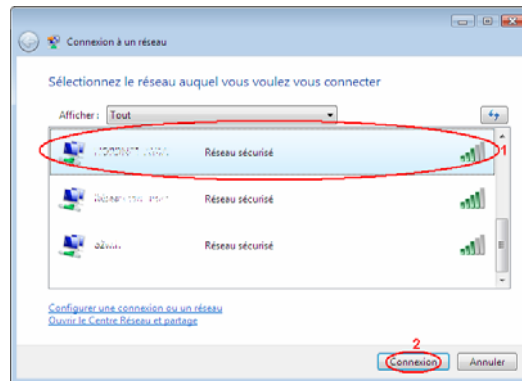 Connexion à un réseau
Sélectionnez le réseau auquel vous voulez vous connecter
Afficher : Tout
1
Réseau sécurisé
Réseau sécurisé
Réseau sécurisé
Configurer une connexion ou un réseau
Ouvrir le Centre Réseau et partage
2
Connexion Annuler